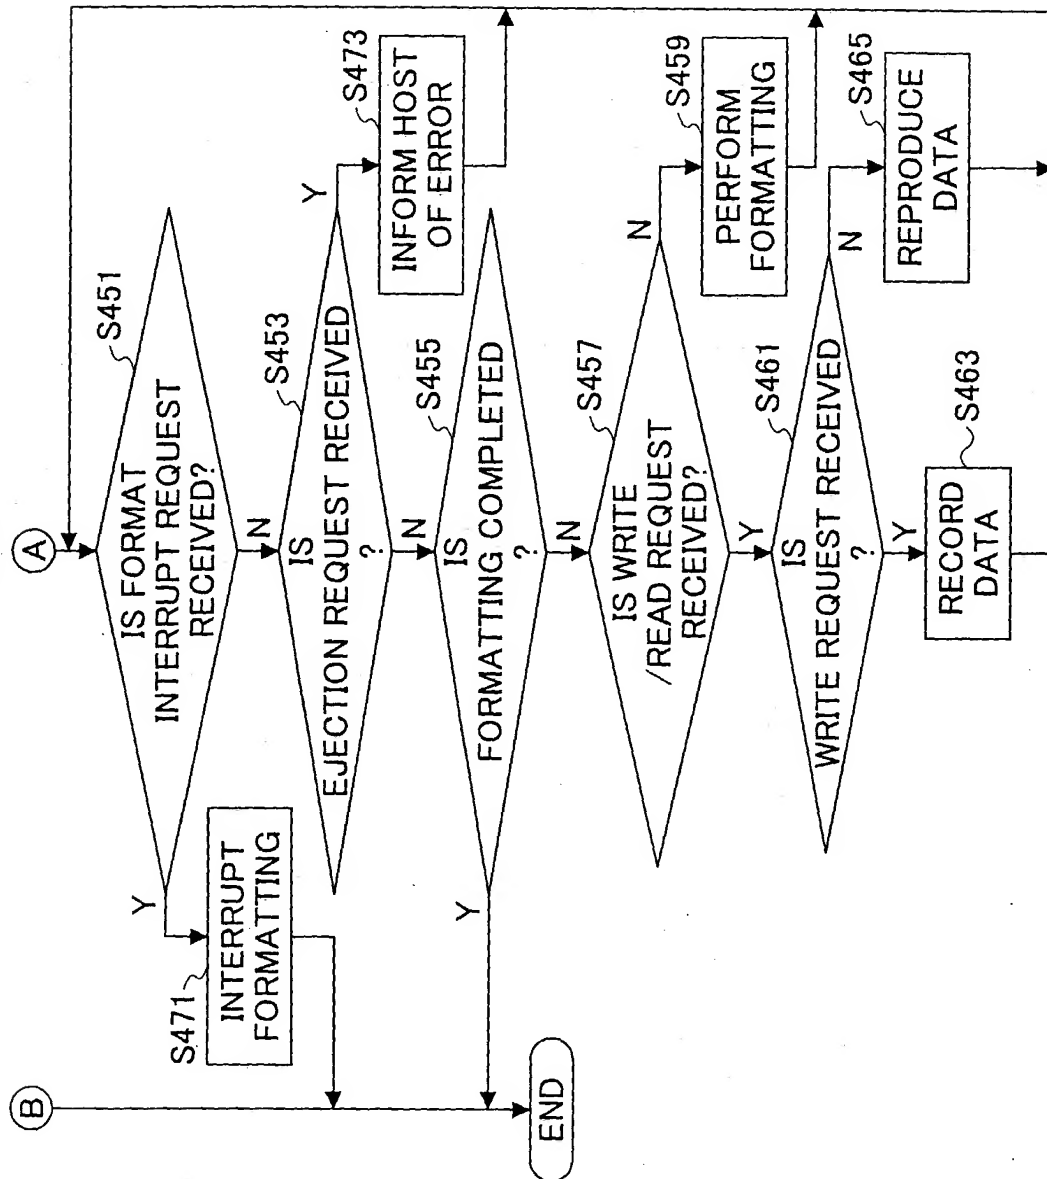 B
A
S451
IS FORMAT
INTERRUPT REQUEST
RECEIVED?
Y
N
S471
INTERRUPT
FORMATTING
S453
IS
EJECTION REQUEST RECEIVED
?
Y
N
S473
INFORM HOST
OF ERROR
S455
IS
FORMATTING COMPLETED
?
Y
N
END
S457
IS WRITE
/READ REQUEST
RECEIVED?
N
Y
S459
PERFORM
FORMATTING
S461
IS
WRITE REQUEST RECEIVED
?
N
Y
S463
RECORD
DATA
S465
REPRODUCE
DATA